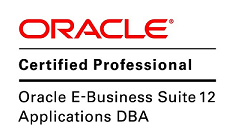 ORACLE®
Certified Professional
Oracle E-Business Suite 12
Applications DBA